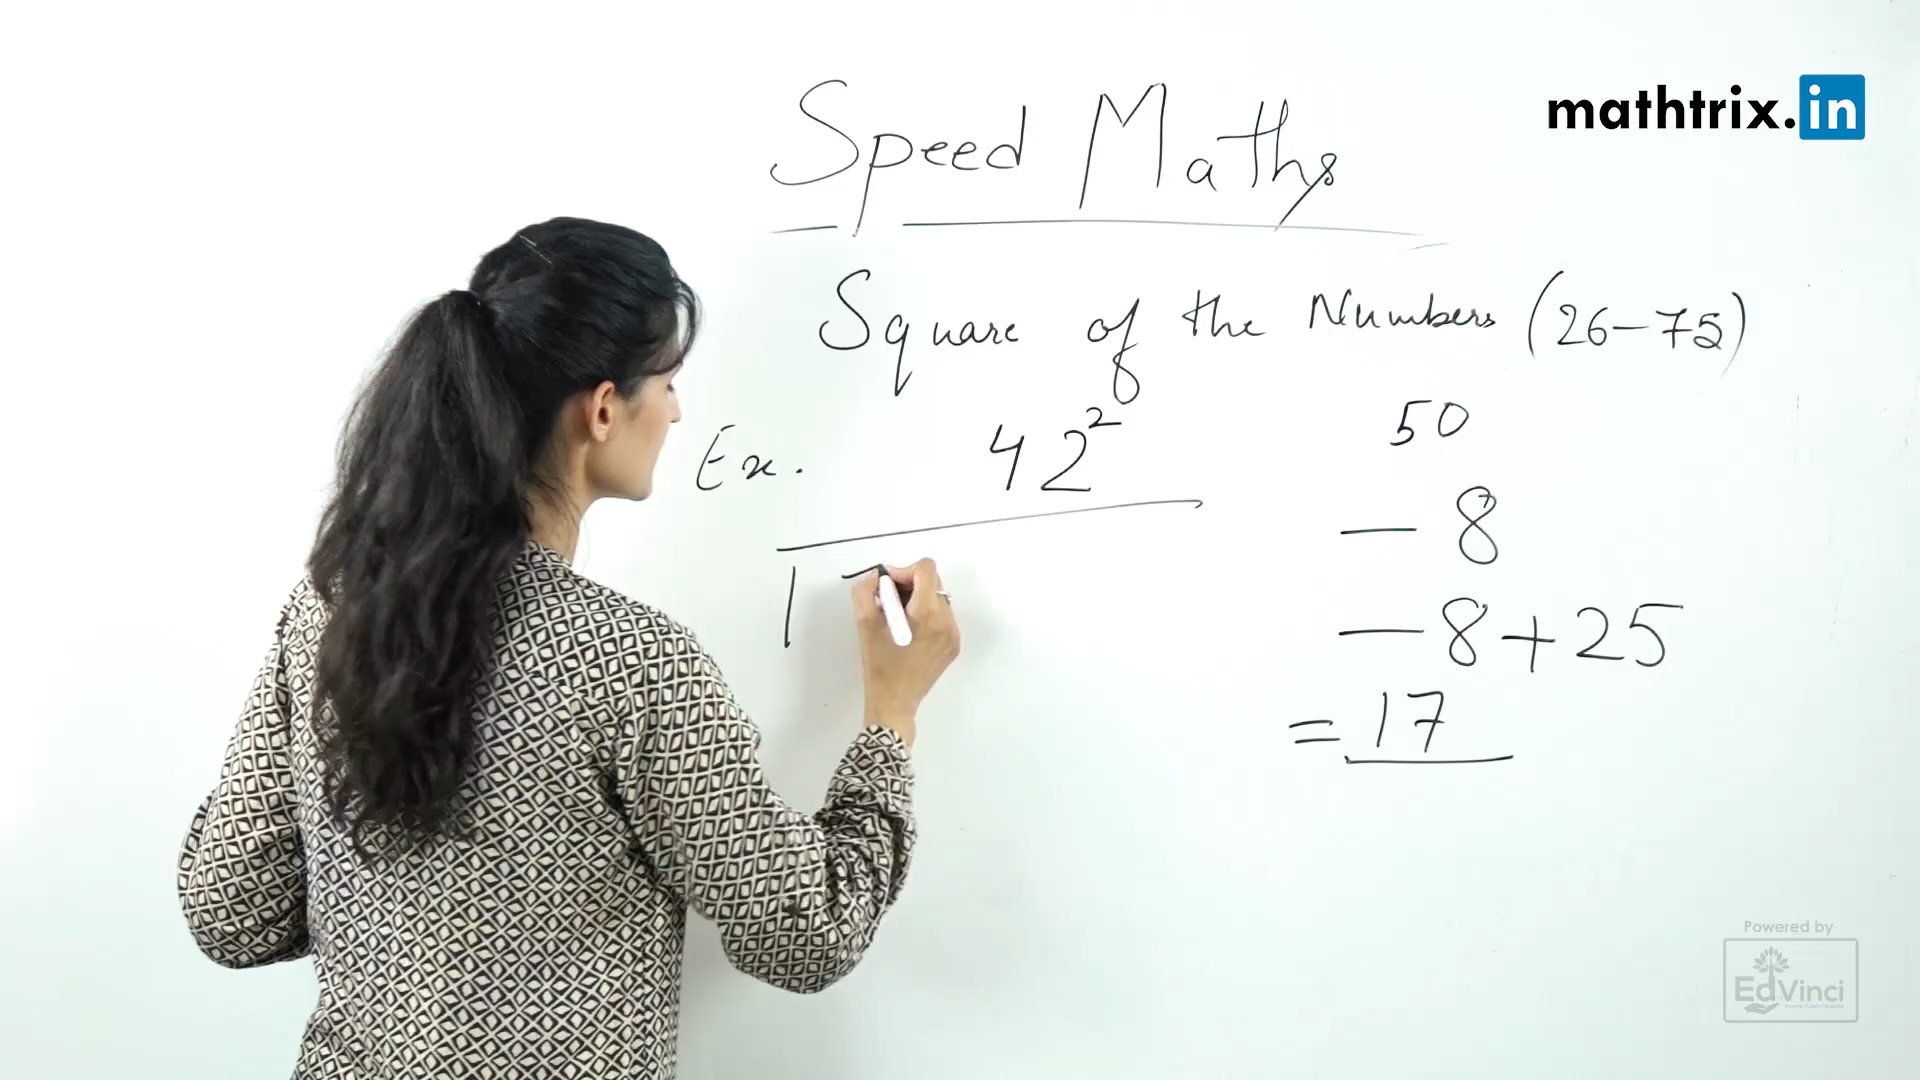 mathtrix.in
Speed Maths
Square of the Numbers (26-75)
Ex. 42²
50
- 8
- 8+25
= 17
17
Powered by
EdVinci